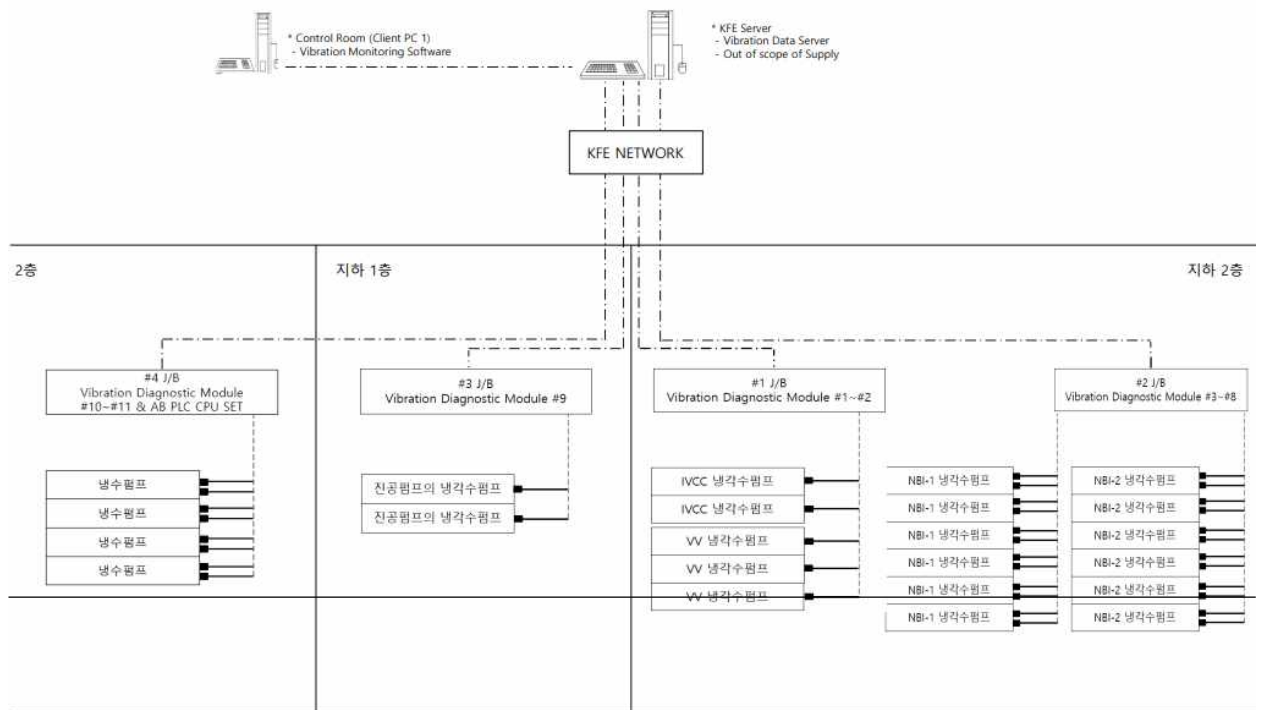 * Control Room (Client PC 1)
- Vibration Monitoring Software
* KFE Server
- Vibration Data Server
- Out of scope of Supply
KFE NETWORK
2층
지하 1층
지하 2층
#4 J/B
Vibration Diagnostic Module
#10~#11 & AB PLC CPU SET
#3 J/B
Vibration Diagnostic Module #9
#1 J/B
Vibration Diagnostic Module #1~#2
#2 J/B
Vibration Diagnostic Module #3~#8
냉수펌프
냉수펌프
냉수펌프
냉수펌프
진공펌프의 냉각수펌프
진공펌프의 냉각수펌프
IVCC 냉각수펌프
IVCC 냉각수펌프
VV 냉각수펌프
VV 냉각수펌프
VV 냉각수펌프
NBI-1 냉각수펌프
NBI-1 냉각수펌프
NBI-1 냉각수펌프
NBI-1 냉각수펌프
NBI-1 냉각수펌프
NBI-1 냉각수펌프
NBI-2 냉각수펌프
NBI-2 냉각수펌프
NBI-2 냉각수펌프
NBI-2 냉각수펌프
NBI-2 냉각수펌프
NBI-2 냉각수펌프